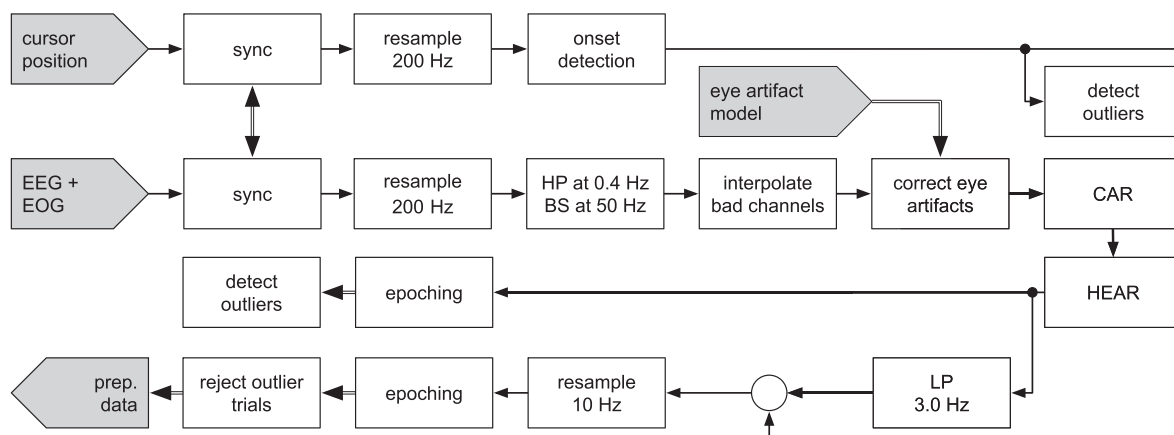 cursor
position
sync
resample
200 Hz
onset
detection
eye artifact
model
detect
outliers
EEG +
EOG
sync
resample
200 Hz
HP at 0.4 Hz
BS at 50 Hz
interpolate
bad channels
correct eye
artifacts
CAR
detect
outliers
epoching
HEAR
prep.
data
reject outlier
trials
epoching
resample
10 Hz
LP
3.0 Hz